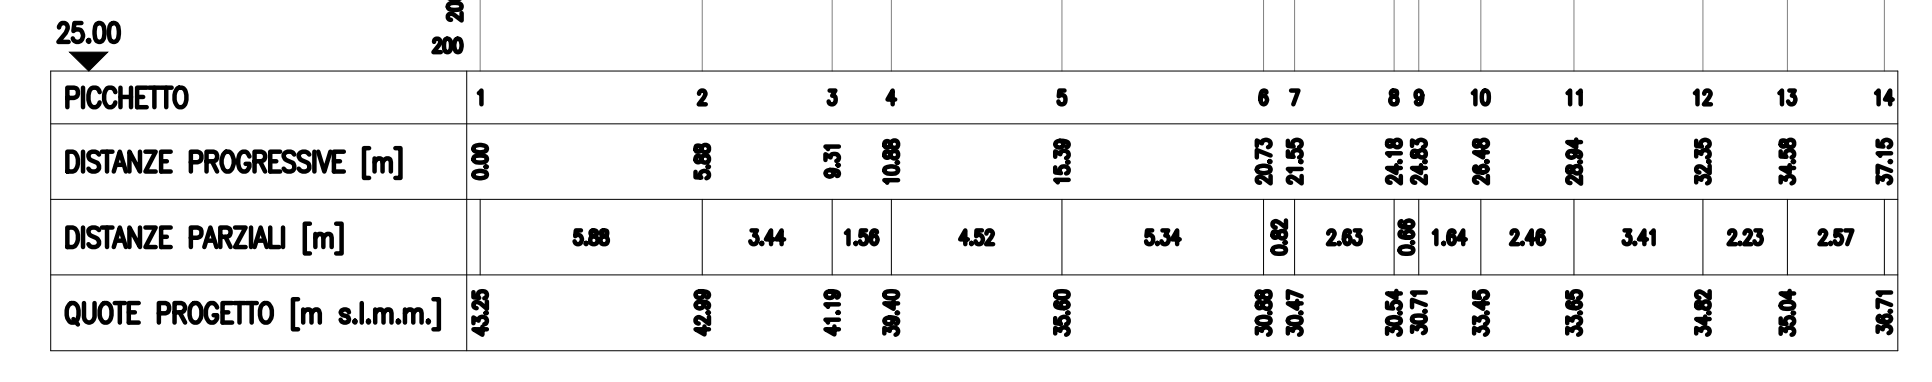 25.00
200
PICCHETTO 1 2 3 4 5 6 7 8 9 10 11 12 13 14
DISTANZE PROGRESSIVE [m] 0.00 5.88 9.31 10.88 15.39 20.73 21.55 24.18 24.83 26.48 28.94 32.35 34.58 37.15
DISTANZE PARZIALI [m] 5.88 3.44 1.56 4.52 5.34 0.82 2.63 0.66 1.64 2.46 3.41 2.23 2.57
QUOTE PROGETTO [m s.l.m.m.] 43.25 42.99 41.19 39.40 35.60 30.88 30.47 30.54 30.71 33.45 33.65 34.82 35.04 36.71